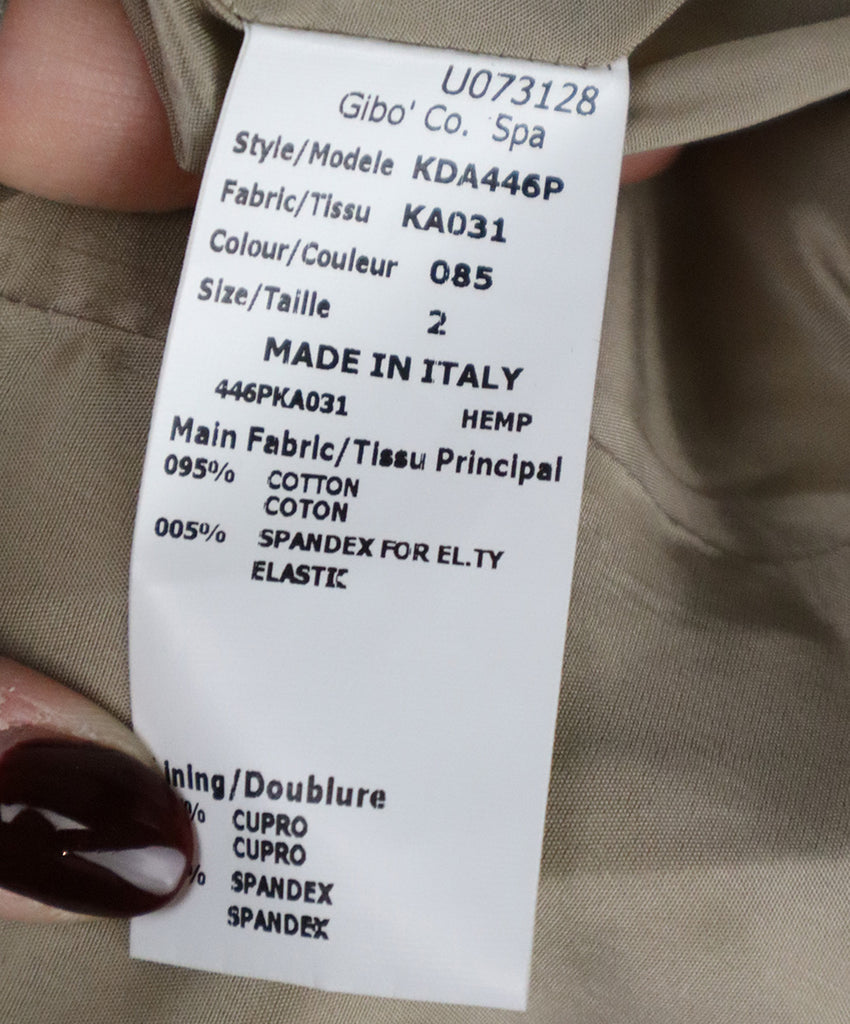 U073128
Gibo' Co. Spa
Style/Modele KDA446P
Fabric/Tissu KA031
Colour/Couleur 085
Size/Taille 2
MADE IN ITALY
446PKA031 HEMP
Main Fabric/Tissu Principal
095% COTTON
COTON
005% SPANDEX FOR EL.TY
ELASTIC
ining/Doublure
% CUPRO
CUPRO
% SPANDEX
SPANDEX